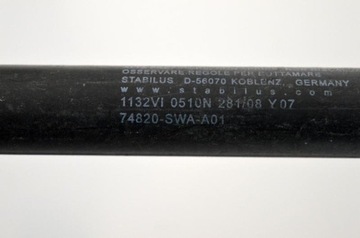 OSSERVARE REGOLE PER ROTTAMARE
STABILUS D-56070 KOBLENZ, GERMANY
www.stabilus.com
1132VI 0510N 281/08 Y07
74820-SWA-A01